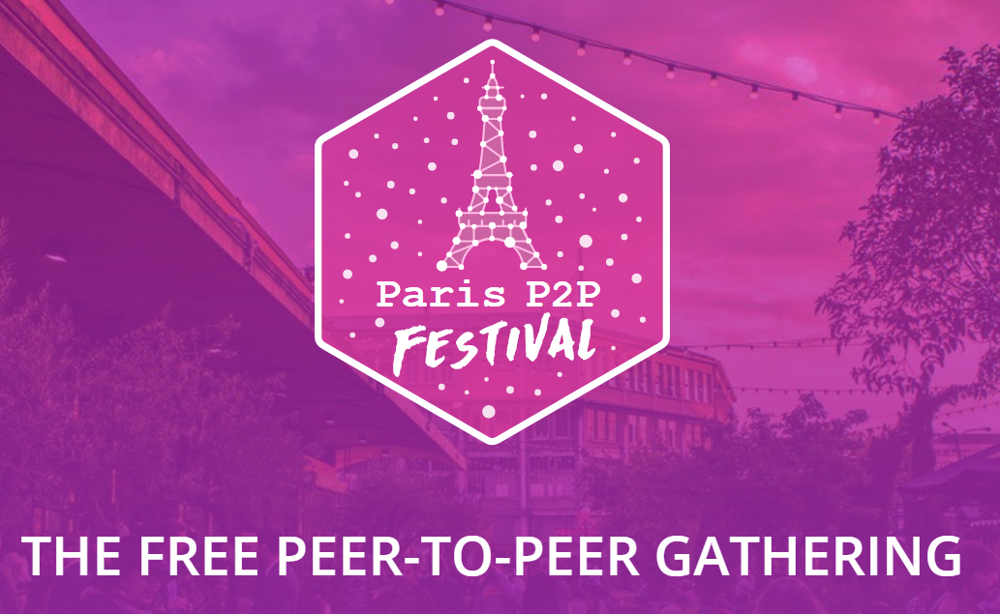 Paris P2P
FESTIVAL
THE FREE PEER-TO-PEER GATHERING